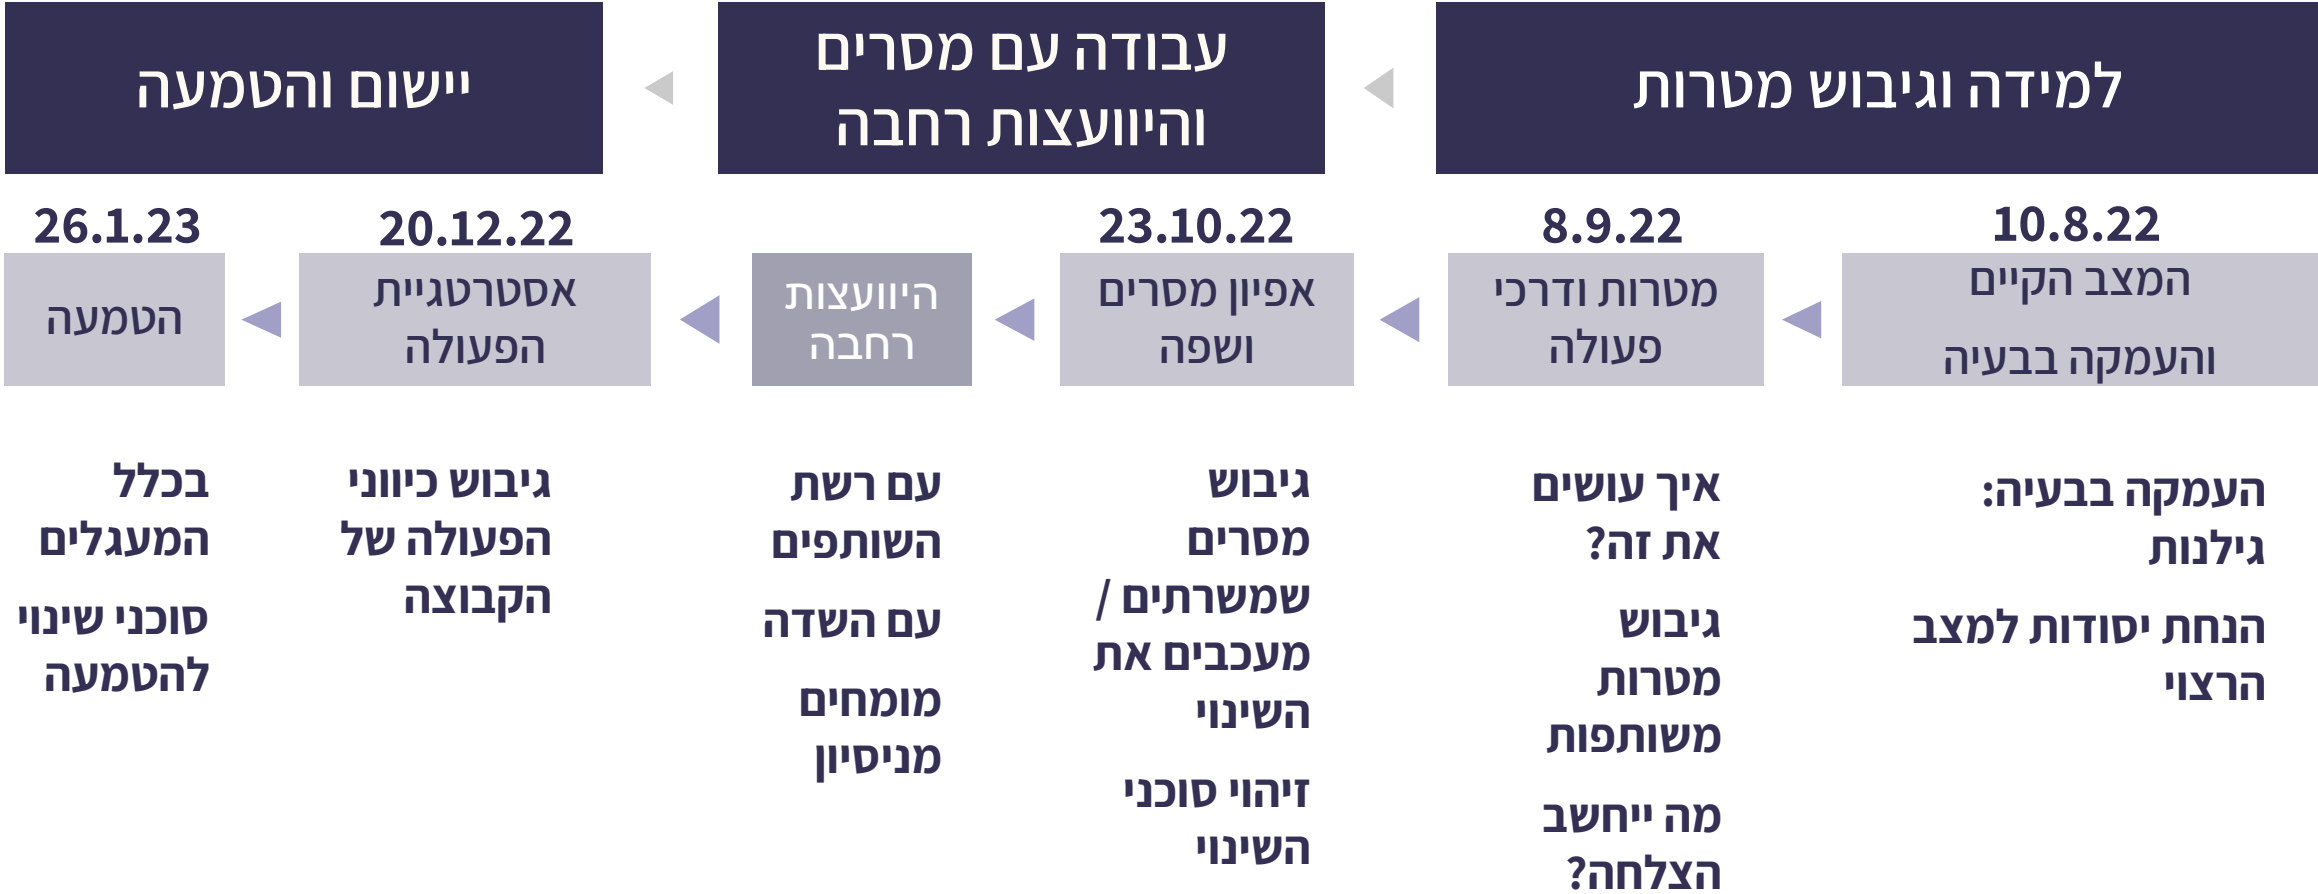 למידה וגיבוש מטרות
עבודה עם מסרים
והיוועצות רחבה
יישום והטמעה
10.8.22
המצב הקיים
והעמקה בבעיה
העמקה בבעיה:
גילנות
הנחת יסודות למצב
הרצוי
8.9.22
מטרות ודרכי
פעולה
איך עושים
את זה?
גיבוש
מטרות
משותפות
מה ייחשב
הצלחה?
23.10.22
אפיון מסרים
ושפה
גיבוש
מסרים
שמשרתים /
מעכבים את
השינוי
זיהוי סוכני
השינוי
היוועצות
רחבה
עם רשת
השותפים
עם השדה
מומחים
מניסיון
20.12.22
אסטרטגיית
הפעולה
גיבוש כיווני
הפעולה של
הקבוצה
26.1.23
הטמעה
בכלל
המעגלים
סוכני שינוי
להטמעה